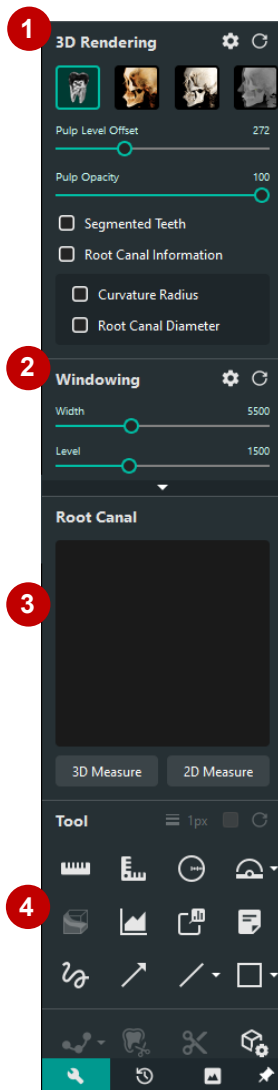 1
3D Rendering
Pulp Level Offset 272
Pulp Opacity 100
Segmented Teeth
Root Canal Information
Curvature Radius
Root Canal Diameter
2
Windowing
Width 5500
Level 1500
Root Canal
3
3D Measure 2D Measure
Tool 1px
4